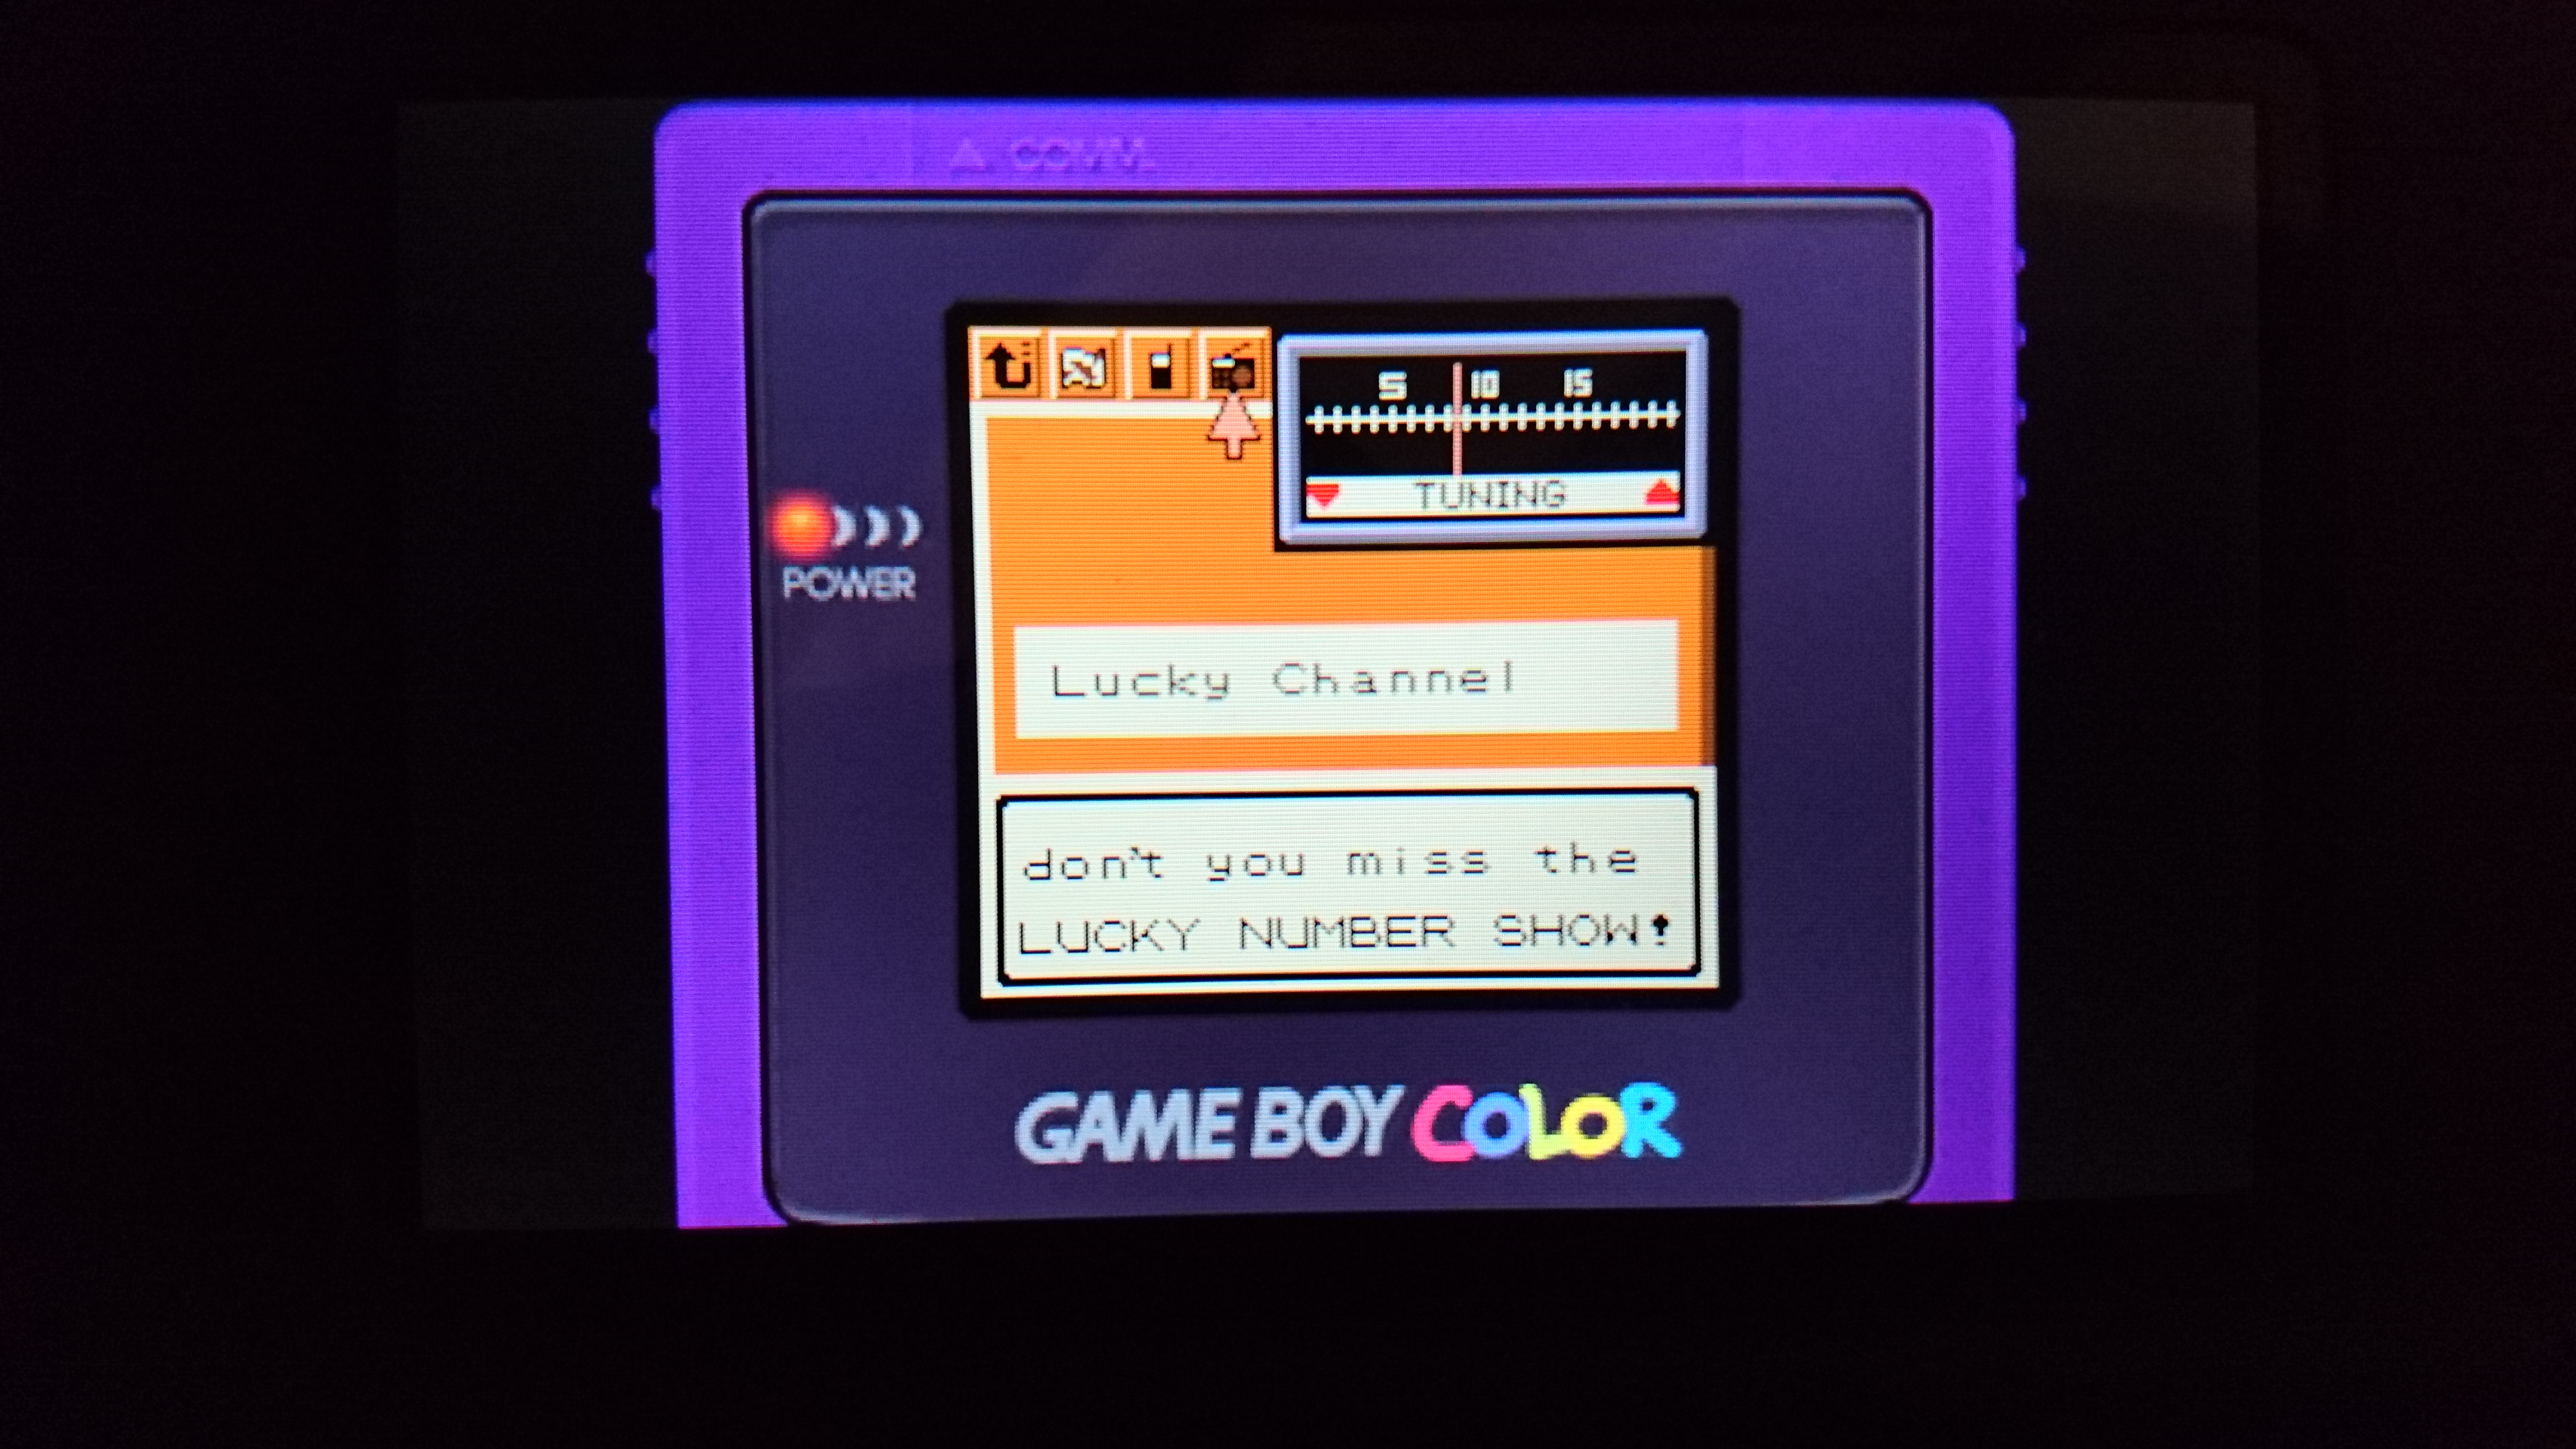 COMM.
5 10 15
TUNING
POWER
Lucky Channel
don't you miss the
LUCKY NUMBER SHOW!
GAME BOY COLOR